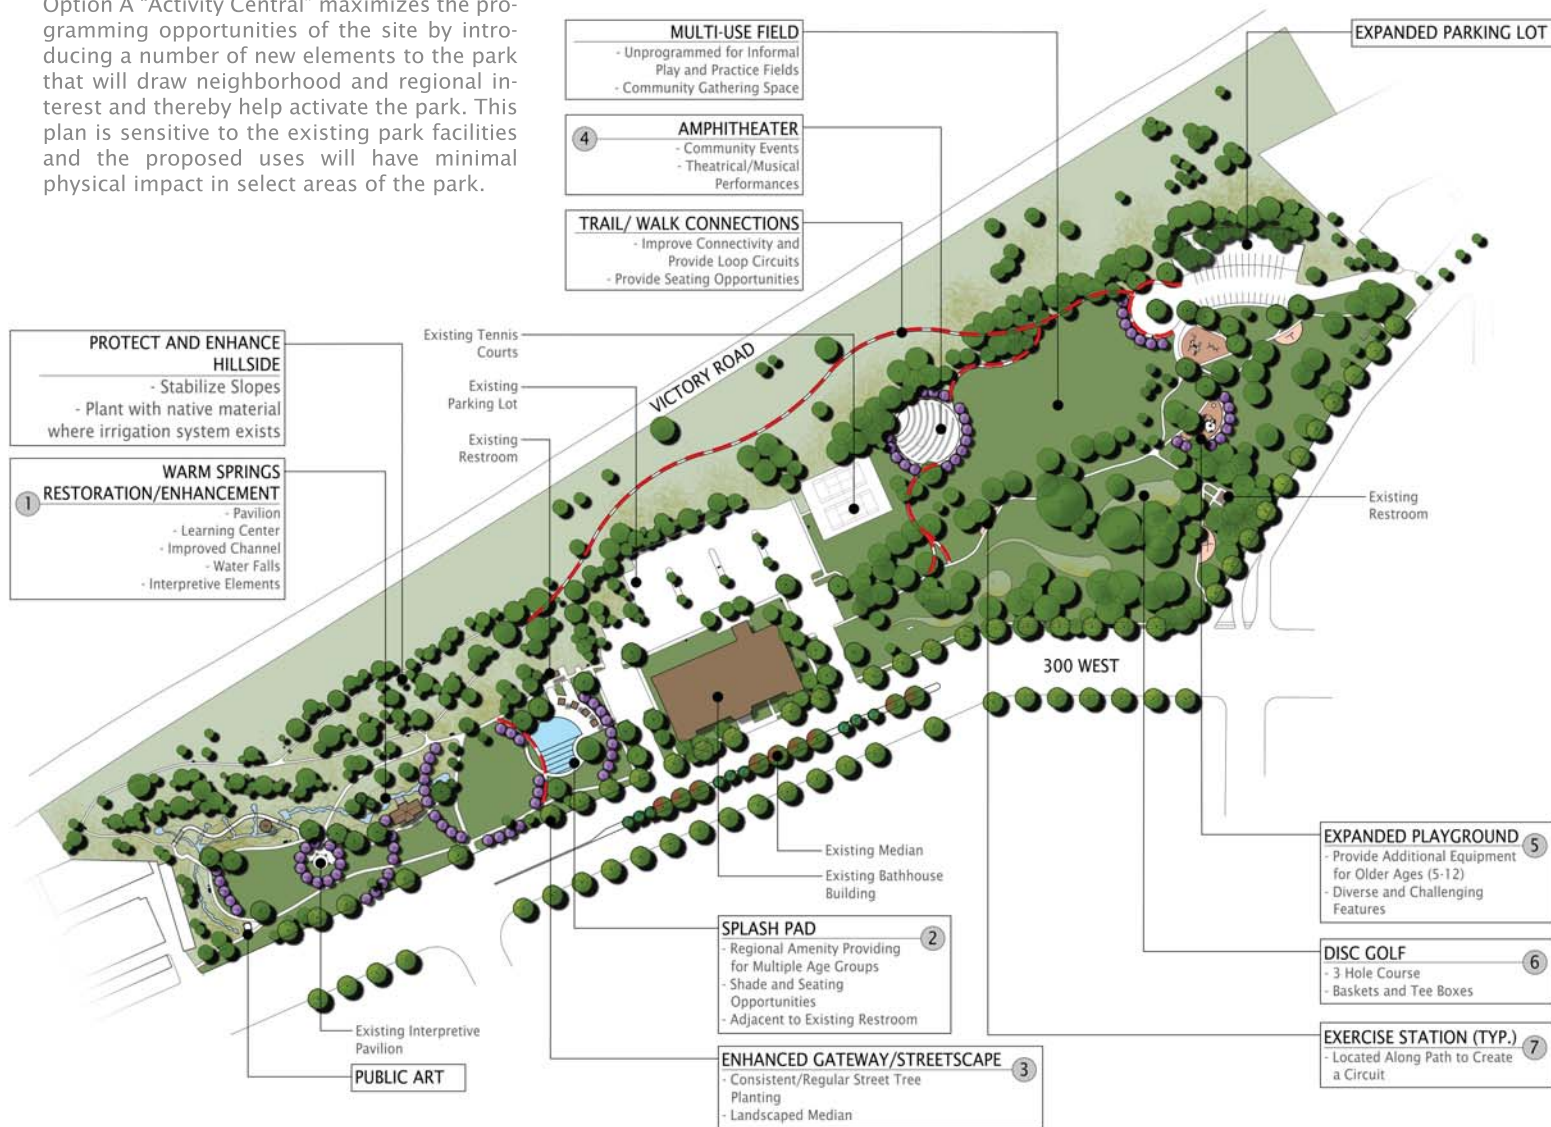 Option A "Activity Central" maximizes the pro-
gramming opportunities of the site by intro-
ducing a number of new elements to the park
that will draw neighborhood and regional in-
terest and thereby help activate the park. This
plan is sensitive to the existing park facilities
and the proposed uses will have minimal
physical impact in select areas of the park.
MULTI-USE FIELD
- Unprogrammed for Informal
Play and Practice Fields
- Community Gathering Space
EXPANDED PARKING LOT
4
AMPHITHEATER
- Community Events
- Theatrical/Musical
Performances
TRAIL/ WALK CONNECTIONS
- Improve Connectivity and
Provide Loop Circuits
- Provide Seating Opportunities
PROTECT AND ENHANCE
HILLSIDE
- Stabilize Slopes
- Plant with native material
where irrigation system exists
1
WARM SPRINGS
RESTORATION/ENHANCEMENT
- Pavilion
- Learning Center
- Improved Channel
- Water Falls
- Interpretive Elements
Existing Tennis
Courts
Existing
Parking Lot
Existing
Restroom
VICTORY ROAD
Existing
Restroom
300 WEST
Existing Median
Existing Bathhouse
Building
SPLASH PAD
2
- Regional Amenity Providing
for Multiple Age Groups
- Shade and Seating
Opportunities
- Adjacent to Existing Restroom
ENHANCED GATEWAY/STREETSCAPE
3
- Consistent/Regular Street Tree
Planting
- Landscaped Median
Existing Interpretive
Pavilion
PUBLIC ART
EXPANDED PLAYGROUND
5
- Provide Additional Equipment
for Older Ages (5-12)
- Diverse and Challenging
Features
DISC GOLF
6
- 3 Hole Course
- Baskets and Tee Boxes
EXERCISE STATION (TYP.)
7
- Located Along Path to Create
a Circuit